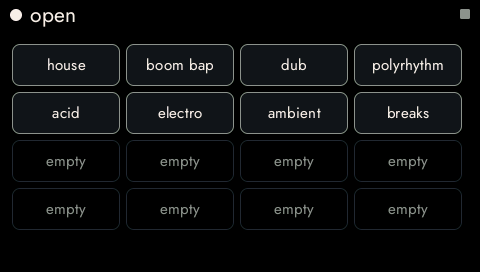 open
house boom bap dub polyrhythm
acid electro ambient breaks
empty empty empty empty
empty empty empty empty